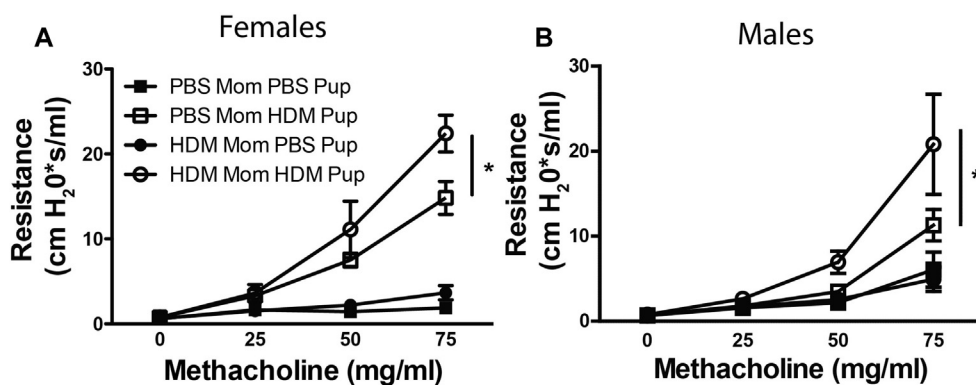 A
Females
30
20
10
0
Resistance
(cm H₂0*s/ml)
PBS Mom PBS Pup
PBS Mom HDM Pup
HDM Mom PBS Pup
HDM Mom HDM Pup
*
0 25 50 75
Methacholine (mg/ml)
B
Males
30
20
10
0
Resistance
(cm H₂0*s/ml)
*
0 25 50 75
Methacholine (mg/ml)